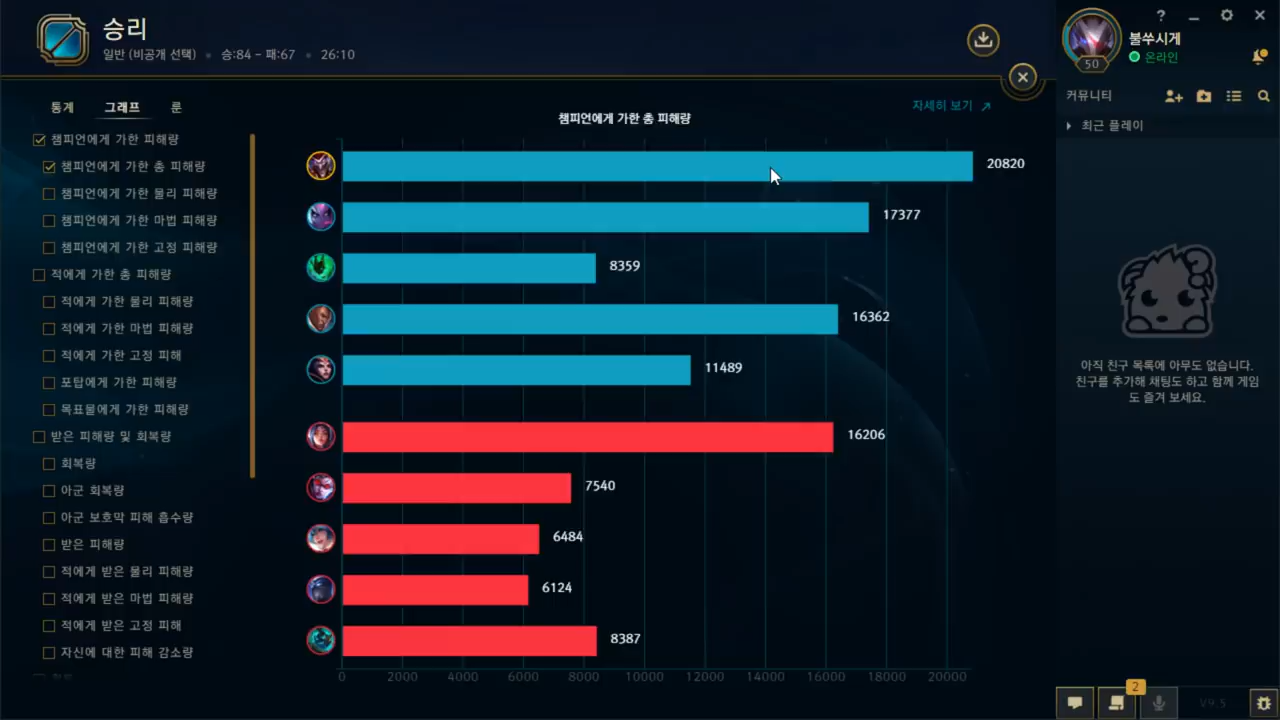 승리
일반 (비공개 선택) • 승:84 – 패:67 • 26:10
?
불쑤시게
50
온라인
커뮤니티
최근 플레이
통계 그래프 룬
자세히 보기
챔피언에게 가한 총 피해량
챔피언에게 가한 피해량
챔피언에게 가한 총 피해량
챔피언에게 가한 물리 피해량
챔피언에게 가한 마법 피해량
챔피언에게 가한 고정 피해량
적에게 가한 총 피해량
적에게 가한 물리 피해량
적에게 가한 마법 피해량
적에게 가한 고정 피해
포탑에게 가한 피해량
목표물에게 가한 피해량
받은 피해량 및 회복량
회복량
아군 회복량
아군 보호막 피해 흡수량
받은 피해량
적에게 받은 물리 피해량
적에게 받은 마법 피해량
적에게 받은 고정 피해
자신에 대한 피해 감소량
20820
17377
8359
16362
11489
16206
7540
6484
6124
8387
0 2000 4000 6000 8000 10000 12000 14000 16000 18000 20000
아직 친구 목록에 아무도 없습니다.
친구를 추가해 채팅도 하고 함께 게임
도 즐겨 보세요.
2
V9.5